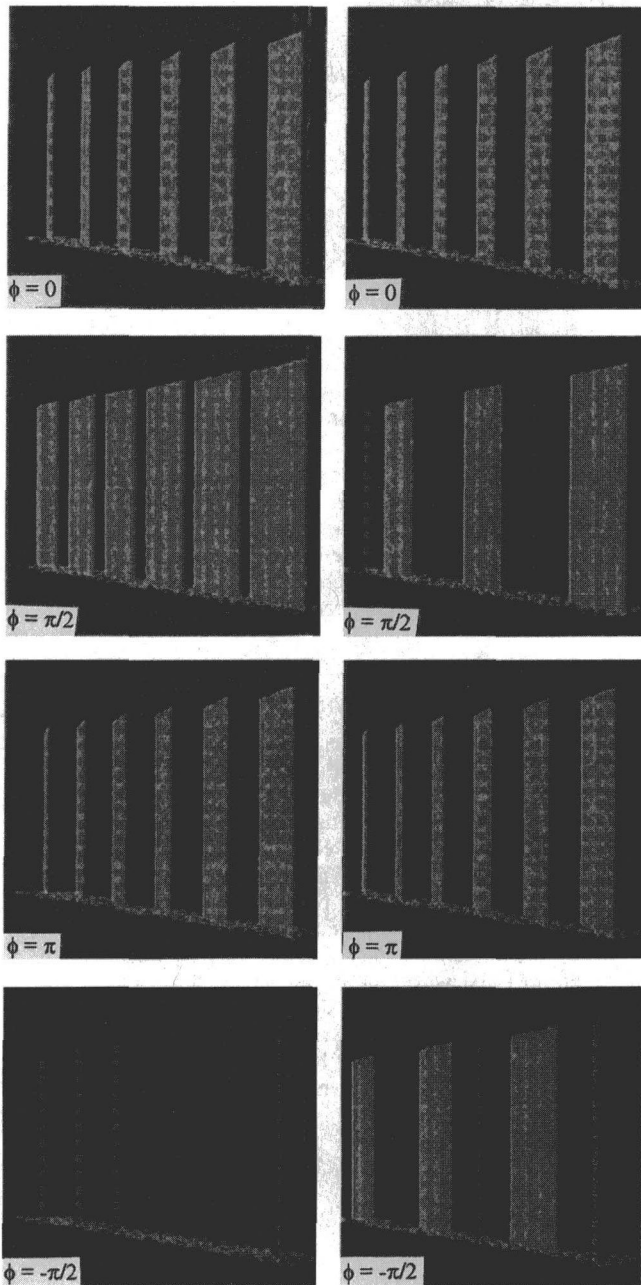 ϕ = 0
ϕ = 0
ϕ = π/2
ϕ = π/2
ϕ = π
ϕ = π
ϕ = -π/2
ϕ = -π/2